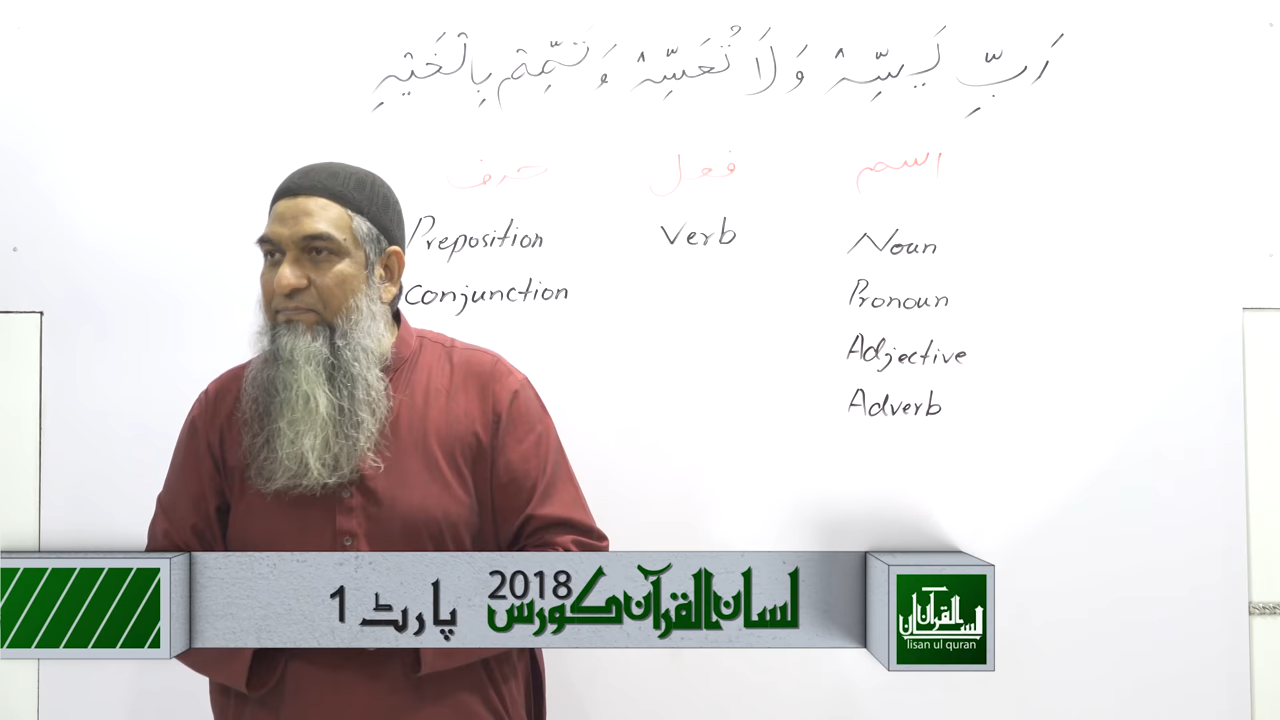 رَبِّ يَسِّرْ وَلَا تُعَسِّرْ وَتَمِّمْ بِالْخَيْرِ
اسم فعل حرف
Preposition Verb Noun
Conjunction Pronoun
Adjective
Adverb
لسان القرآن کورس 2018 پارٹ 1
لسان القرآن
lisan ul quran